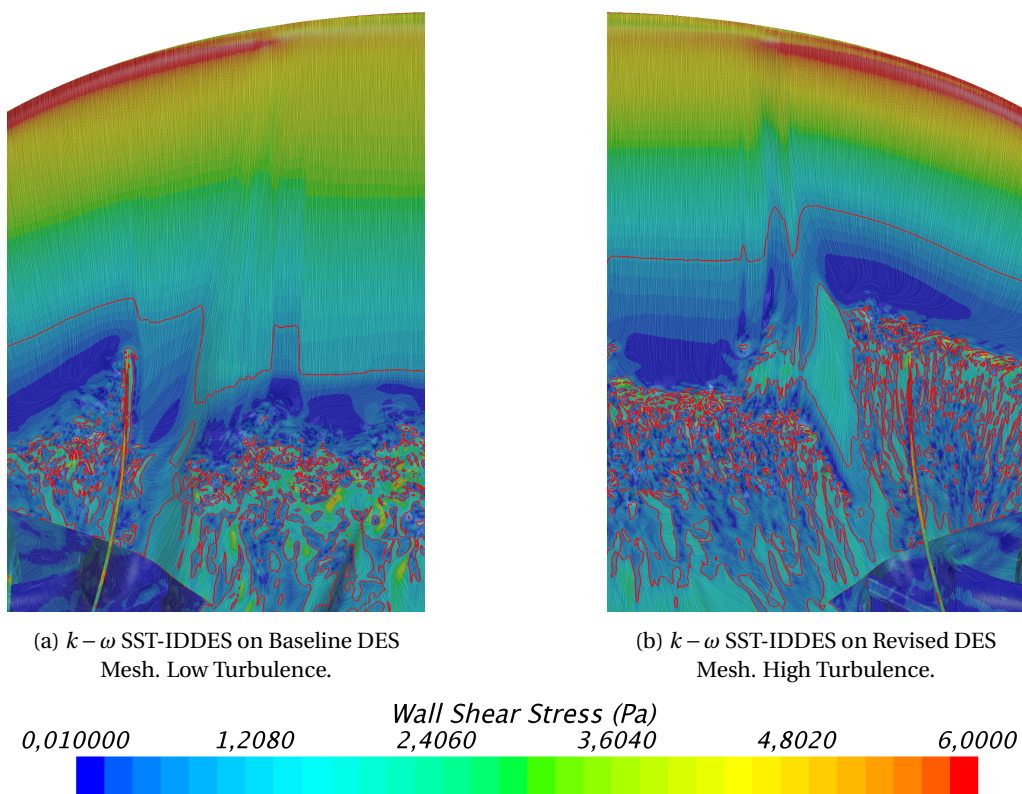 (a) k − ω SST-IDDES on Baseline DES
Mesh. Low Turbulence.
(b) k − ω SST-IDDES on Revised DES
Mesh. High Turbulence.
Wall Shear Stress (Pa)
0,010000 1,2080 2,4060 3,6040 4,8020 6,0000